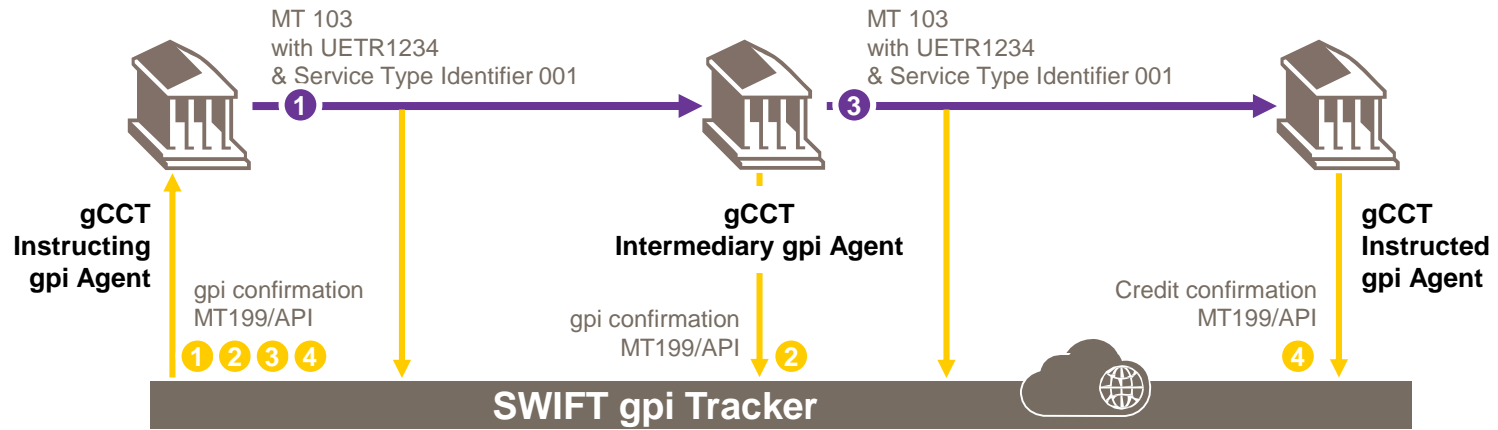 MT 103
with UETR1234
& Service Type Identifier 001
MT 103
with UETR1234
& Service Type Identifier 001
1
3
gCCT
Instructing
gpi Agent
gCCT
Intermediary gpi Agent
gCCT
Instructed
gpi Agent
gpi confirmation
MT199/API
1 2 3 4
gpi confirmation
MT199/API
2
Credit confirmation
MT199/API
4
SWIFT gpi Tracker